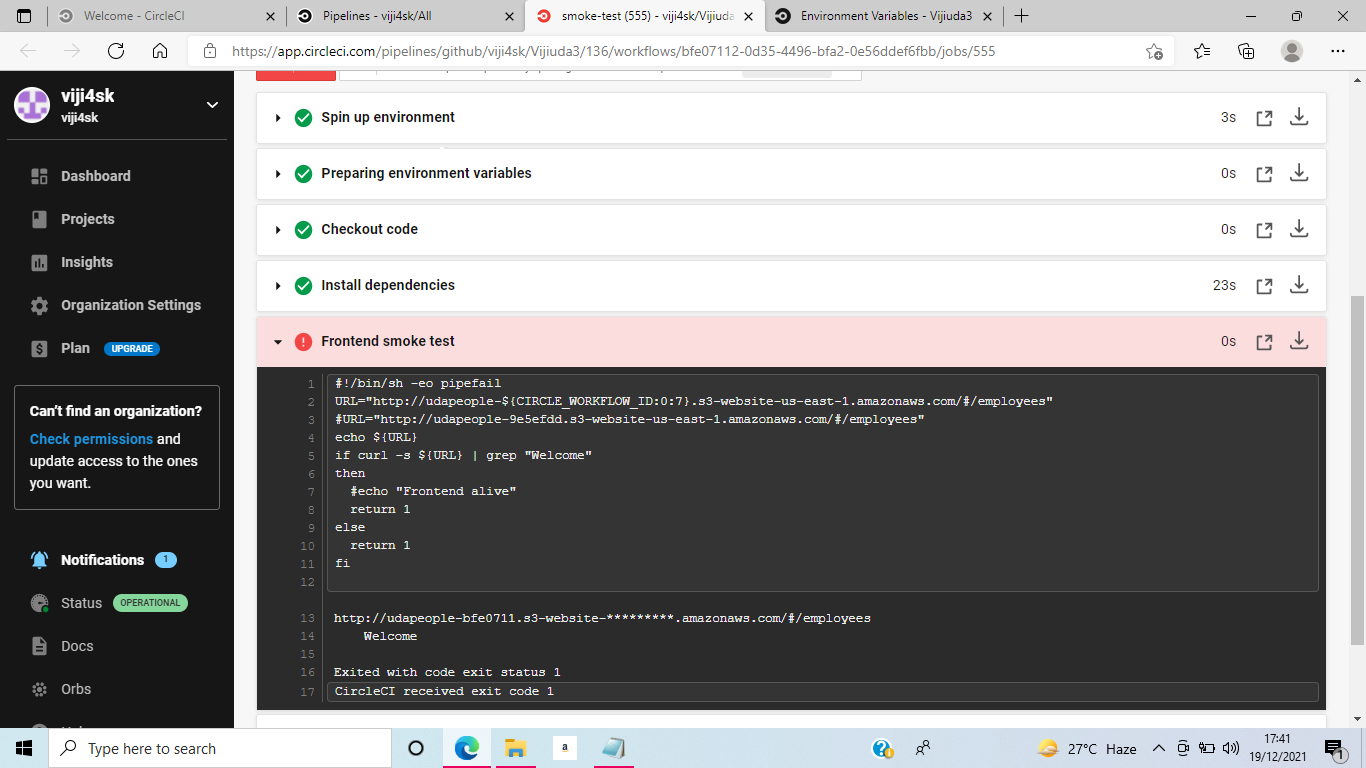 Welcome - CircleCI
Pipelines - viji4sk/All
smoke-test (555) - viji4sk/Vijiuda
Environment Variables - Vijiuda3
https://app.circleci.com/pipelines/github/viji4sk/Vijiuda3/136/workflows/bfe07112-0d35-4496-bfa2-0e56ddef6fbb/jobs/555
viji4sk
viji4sk
Dashboard
Projects
Insights
Organization Settings
Plan UPGRADE
Can't find an organization?
Check permissions and
update access to the ones
you want.
Notifications 1
Status OPERATIONAL
Docs
Orbs
Spin up environment 3s
Preparing environment variables 0s
Checkout code 0s
Install dependencies 23s
Frontend smoke test 0s
1 #!/bin/sh -eo pipefail
2 URL="http://udapeople-${CIRCLE_WORKFLOW_ID:0:7}.s3-website-us-east-1.amazonaws.com/#/employees"
3 #URL="http://udapeople-9e5efdd.s3-website-us-east-1.amazonaws.com/#/employees"
4 echo ${URL}
5 if curl -s ${URL} | grep "Welcome"
6 then
7 #echo "Frontend alive"
8 return 1
9 else
10 return 1
11 fi
12
13 http://udapeople-bfe0711.s3-website-*********.amazonaws.com/#/employees
14 Welcome
15
16 Exited with code exit status 1
17 CircleCI received exit code 1
Type here to search
a
27°C Haze
17:41
19/12/2021
1